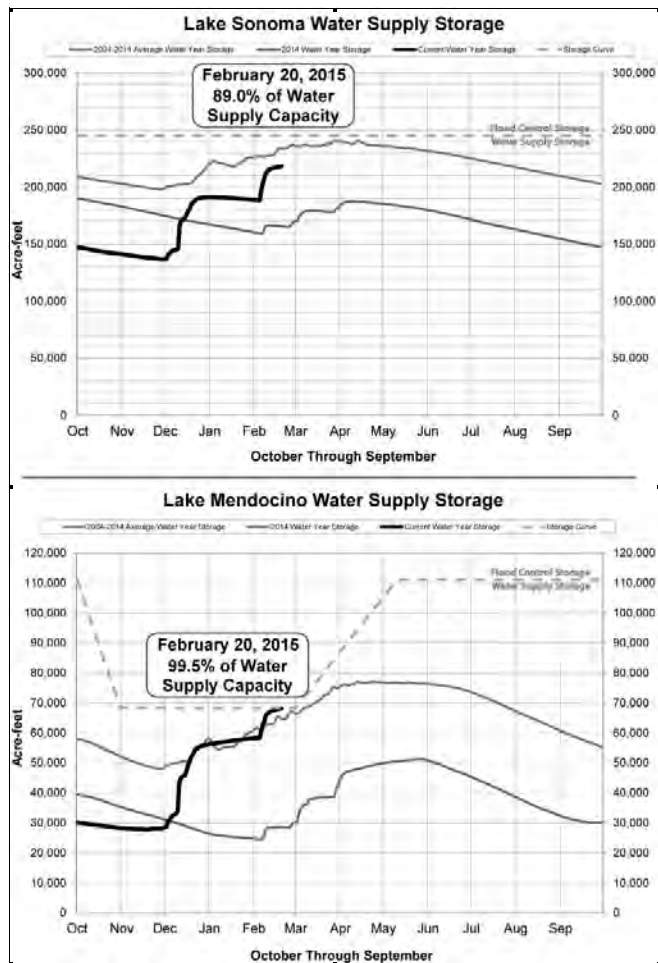 Lake Sonoma Water Supply Storage
2004-2014 Average Water Year Storage 2014 Water Year Storage Current Water Year Storage Storage Curve
300,000 300,000
February 20, 2015
89.0% of Water
Supply Capacity
250,000 250,000
Flood Control Storage
Water Supply Storage
200,000 200,000
150,000 150,000
100,000 100,000
50,000 50,000
0 0
Acre-feet
Oct Nov Dec Jan Feb Mar Apr May Jun Jul Aug Sep
October Through September
Lake Mendocino Water Supply Storage
2004-2014 Average Water Year Storage 2014 Water Year Storage Current Water Year Storage Storage Curve
120,000 120,000
Flood Control Storage
Water Supply Storage
110,000 110,000
100,000 100,000
90,000 90,000
February 20, 2015
99.5% of Water
Supply Capacity
80,000 80,000
70,000 70,000
60,000 60,000
50,000 50,000
40,000 40,000
30,000 30,000
20,000 20,000
10,000 10,000
0 0
Acre-feet
Oct Nov Dec Jan Feb Mar Apr May Jun Jul Aug Sep
October Through September